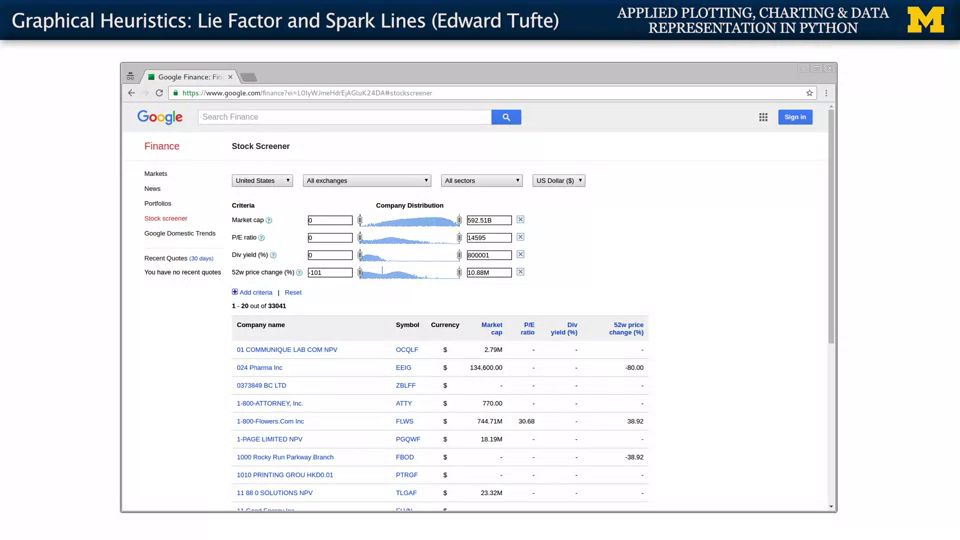 Graphical Heuristics: Lie Factor and Spark Lines (Edward Tufte)
APPLIED PLOTTING, CHARTING & DATA
REPRESENTATION IN PYTHON
M
Google Finance: Fin
https://www.google.com/finance?ei=L0IyWJmeHdrEjAGIuK24DA#stockscreener
Google
Search Finance
Sign in
Finance
Stock Screener
Markets
News
Portfolios
Stock screener
Google Domestic Trends
Recent Quotes (30 days)
You have no recent quotes
United States All exchanges All sectors US Dollar ($)
Criteria Company Distribution
Market cap ? 0 592.51B
P/E ratio ? 0 14595
Div yield (%) ? 0 800001
52w price change (%) ? -101 10.88M
Add criteria | Reset
1 - 20 out of 33041
Company name Symbol Currency Market cap P/E ratio Div yield (%) 52w price change (%)
01 COMMUNIQUE LAB COM NPV OCQLF $ 2.79M - - -
024 Pharma Inc EEIG $ 134,600.00 - - -80.00
0373849 BC LTD ZBLFF $ - - - -
1-800-ATTORNEY, Inc. ATTY $ 770.00 - - -
1-800-Flowers.Com Inc FLWS $ 744.71M 30.68 - 38.92
1-PAGE LIMITED NPV PGQWF $ 18.19M - - -
1000 Rocky Run Parkway Branch FBOD $ - - - -38.92
1010 PRINTING GROU HKD0.01 PTRGF $ - - - -
11 88 0 SOLUTIONS NPV TLGAF $ 23.32M - - -